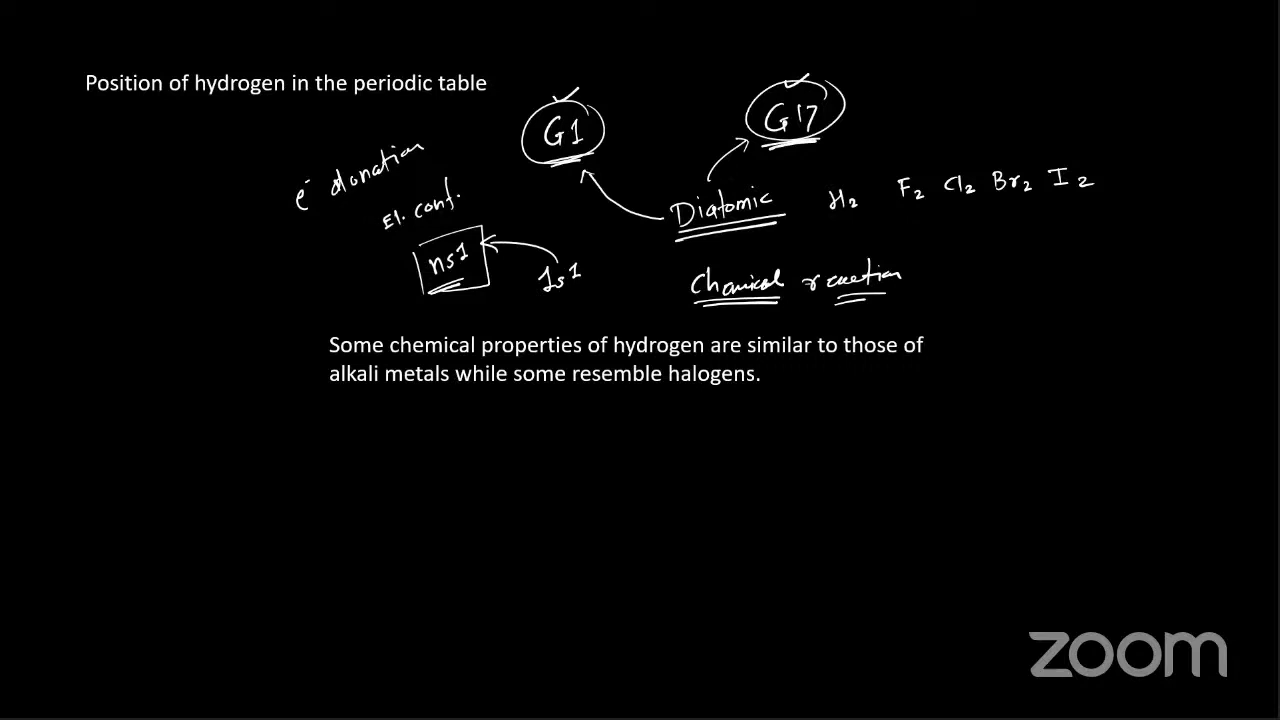 Position of hydrogen in the periodic table
G1
G17
e⁻ donation
El. conf.
ns¹
1s¹
Diatomic H₂ F₂ Cl₂ Br₂ I₂
Chemical reaction
Some chemical properties of hydrogen are similar to those of
alkali metals while some resemble halogens.
zoom